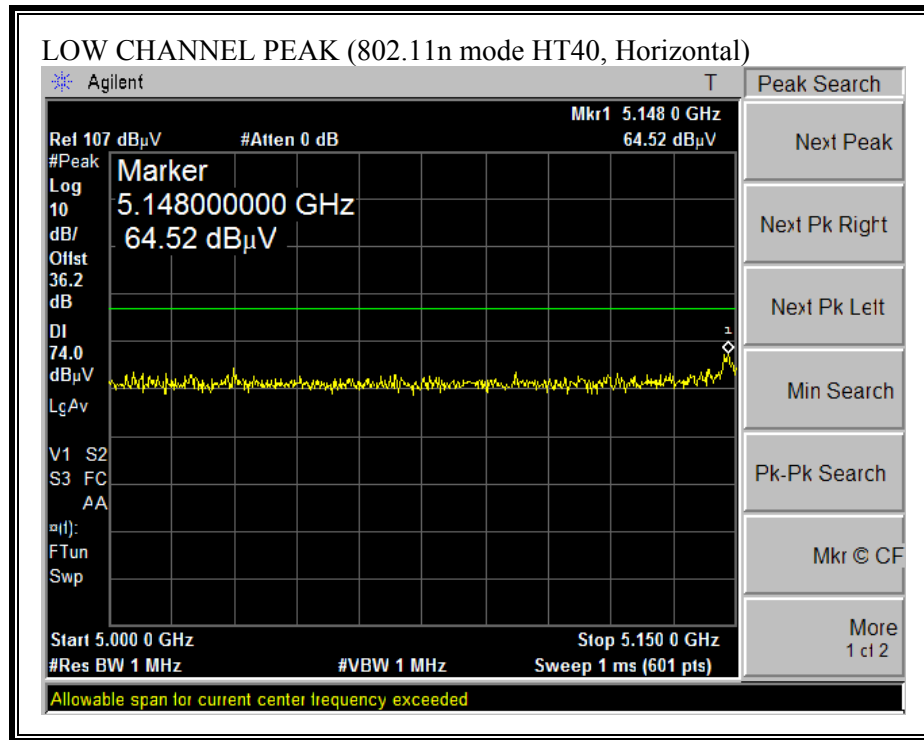 LOW CHANNEL PEAK (802.11n mode HT40, Horizontal)
Agilent T Peak Search
Mkr1 5.148 0 GHz
Ref 107 dBµV #Atten 0 dB 64.52 dBµV
#Peak
Log
10
dB/
Offst
36.2
dB
DI
74.0
dBµV
LgAv
V1 S2
S3 FC
AA
¤(f):
FTun
Swp
Marker
5.148000000 GHz
64.52 dBµV
1
Start 5.000 0 GHz Stop 5.150 0 GHz
#Res BW 1 MHz #VBW 1 MHz Sweep 1 ms (601 pts)
Allowable span for current center frequency exceeded
Next Peak
Next Pk Right
Next Pk Left
Min Search
Pk-Pk Search
Mkr © CF
More
1 of 2